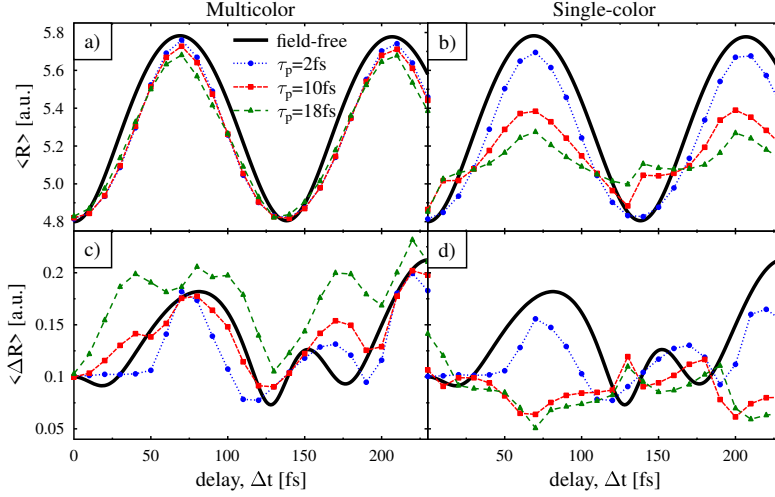 Multicolor
Single-color
<R> [a.u.]
5.8
5.6
5.4
5.2
5.0
4.8
a)
field-free
τp=2fs
τp=10fs
τp=18fs
b)
<ΔR> [a.u.]
0.2
0.15
0.1
0.05
c)
d)
0 50 100 150 200
50 100 150 200
delay, Δt [fs]
delay, Δt [fs]